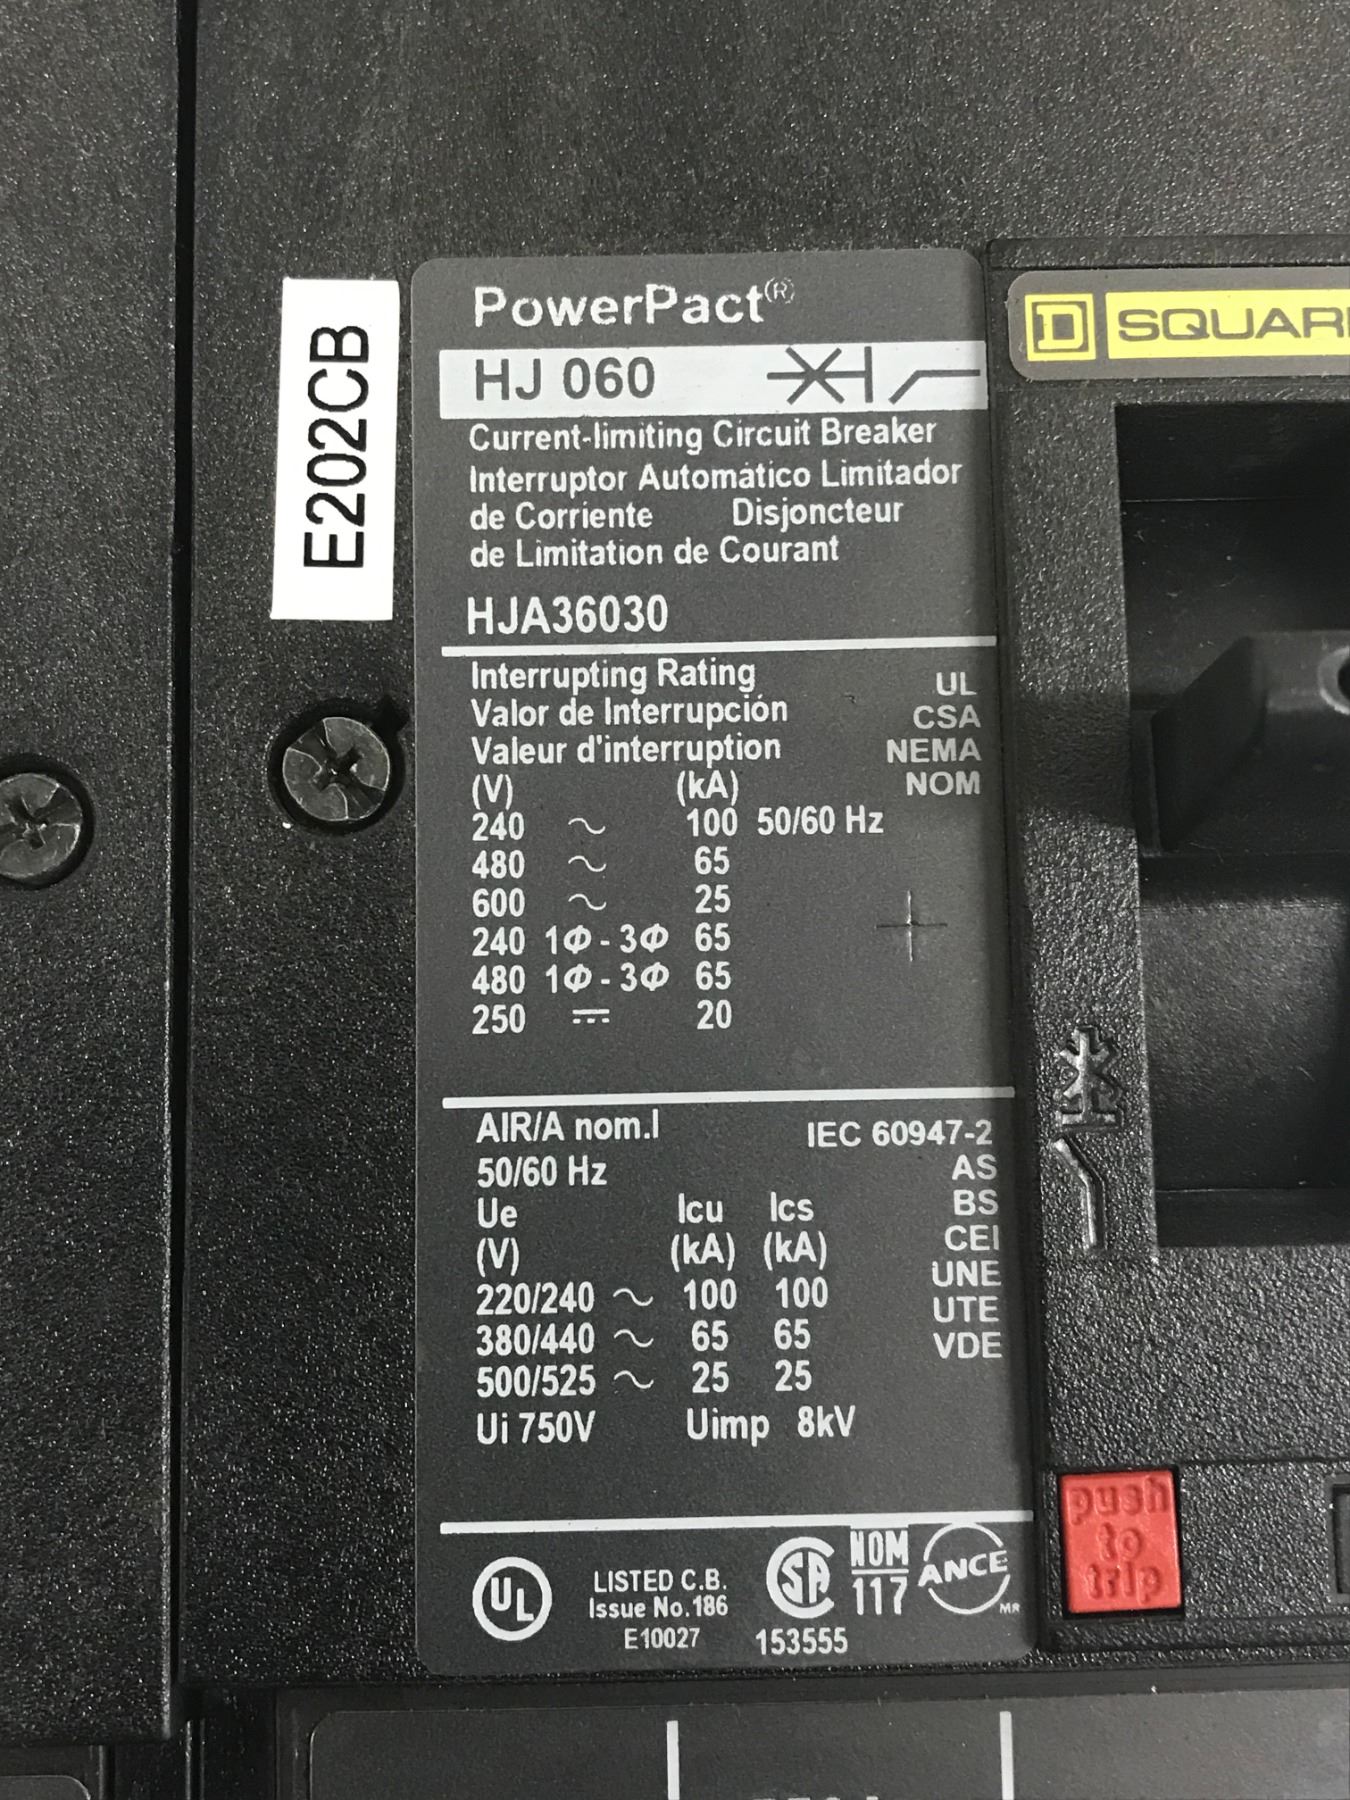 E202CB
PowerPact®
HJ 060
D SQUAR
Current-limiting Circuit Breaker
Interruptor Automático Limitador
de Corriente Disjoncteur
de Limitation de Courant
HJA36030
Interrupting Rating UL
Valor de Interrupción CSA
Valeur d'interruption NEMA
(V) (kA) NOM
240 ~ 100 50/60 Hz
480 ~ 65
600 ~ 25
240 1Φ - 3Φ 65
480 1Φ - 3Φ 65
250 ⎓ 20
AIR/A nom.I IEC 60947-2
50/60 Hz AS
Ue Icu Ics BS
(V) (kA) (kA) CEI
220/240 ~ 100 100 UNE
380/440 ~ 65 65 UTE
500/525 ~ 25 25 VDE
Ui 750V Uimp 8kV
push
to
trip
UL
LISTED C.B.
Issue No.186
E10027
SA
153555
NOM
117
ANCE
MR